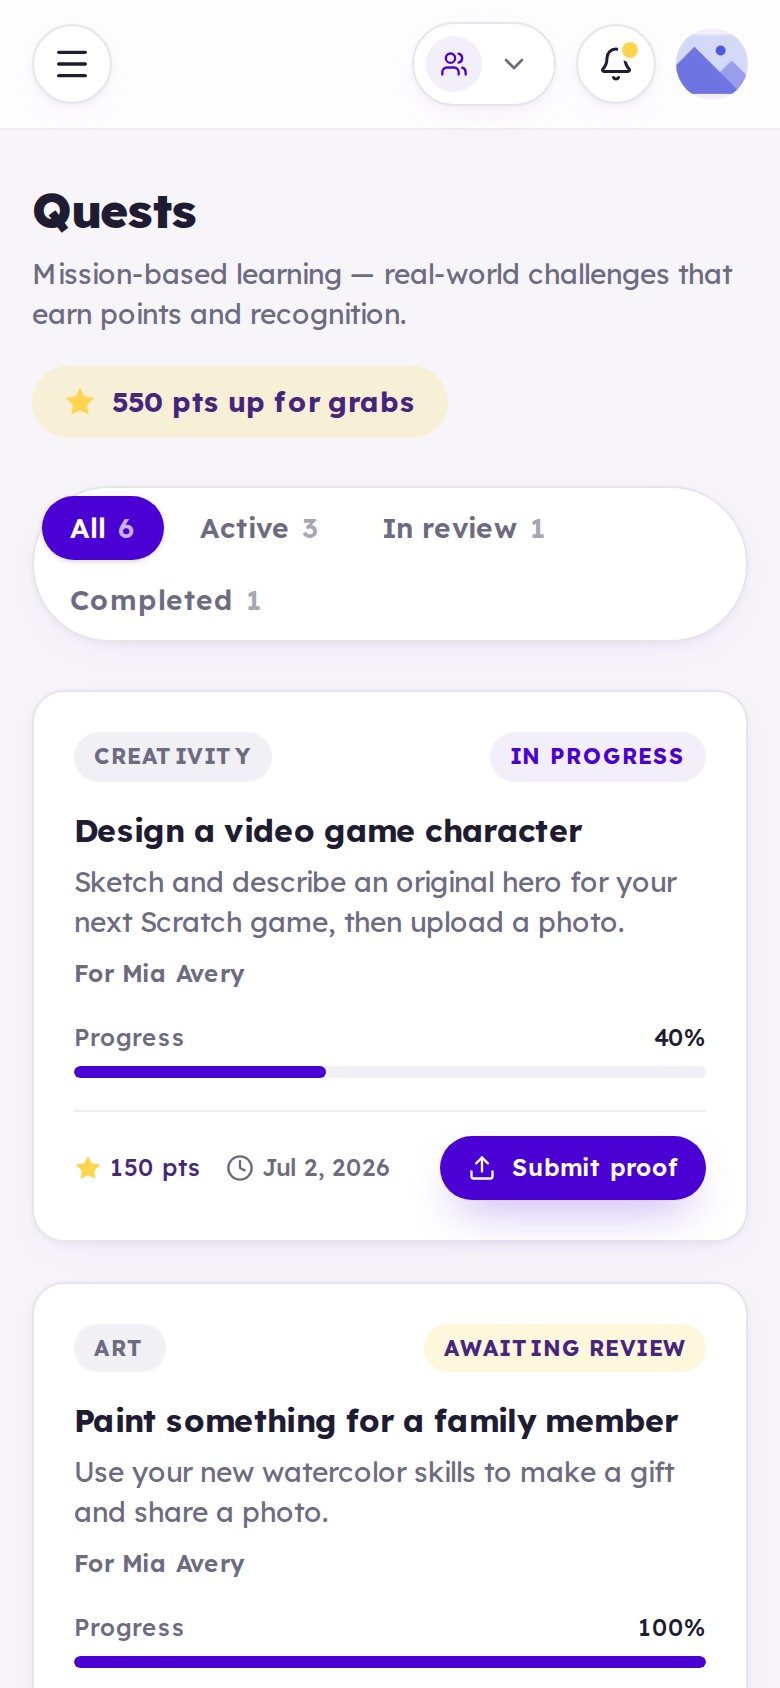 Quests
Mission-based learning — real-world challenges that
earn points and recognition.
550 pts up for grabs
All 6 Active 3 In review 1
Completed 1
CREATIVITY IN PROGRESS
Design a video game character
Sketch and describe an original hero for your
next Scratch game, then upload a photo.
For Mia Avery
Progress 40%
150 pts Jul 2, 2026 Submit proof
ART AWAITING REVIEW
Paint something for a family member
Use your new watercolor skills to make a gift
and share a photo.
For Mia Avery
Progress 100%